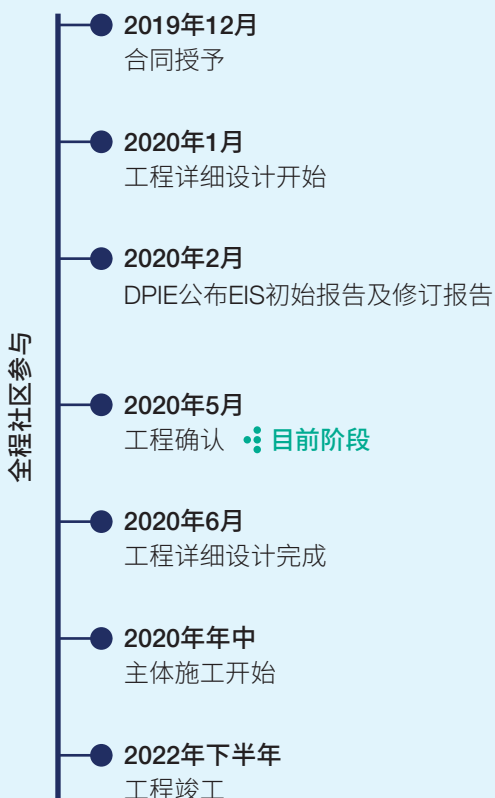 全程社区参与
2019年12月
合同授予
2020年1月
工程详细设计开始
2020年2月
DPIE公布EIS初始报告及修订报告
2020年5月
工程确认 目前阶段
2020年6月
工程详细设计完成
2020年年中
主体施工开始
2022年下半年
工程竣工